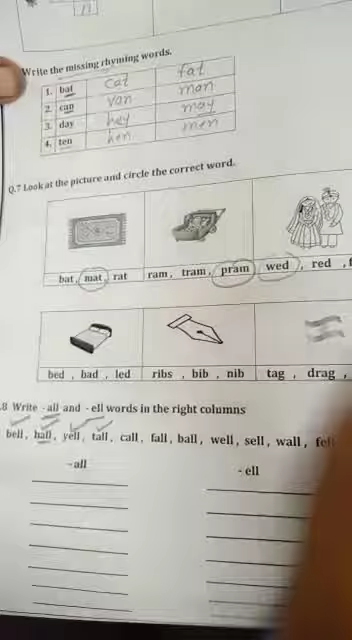 Write the missing rhyming words.
1. bat cat fat
2. can van man
3. day hay may
4. ten hen men
Q.7 Look at the picture and circle the correct word.
bat, mat, rat ram, tram, pram wed, red,
bed, bad, led ribs, bib, nib tag, drag,
.8 Write -all and -ell words in the right columns
bell, hall, yell, tall, call, fall, ball, well, sell, wall,
-all -ell